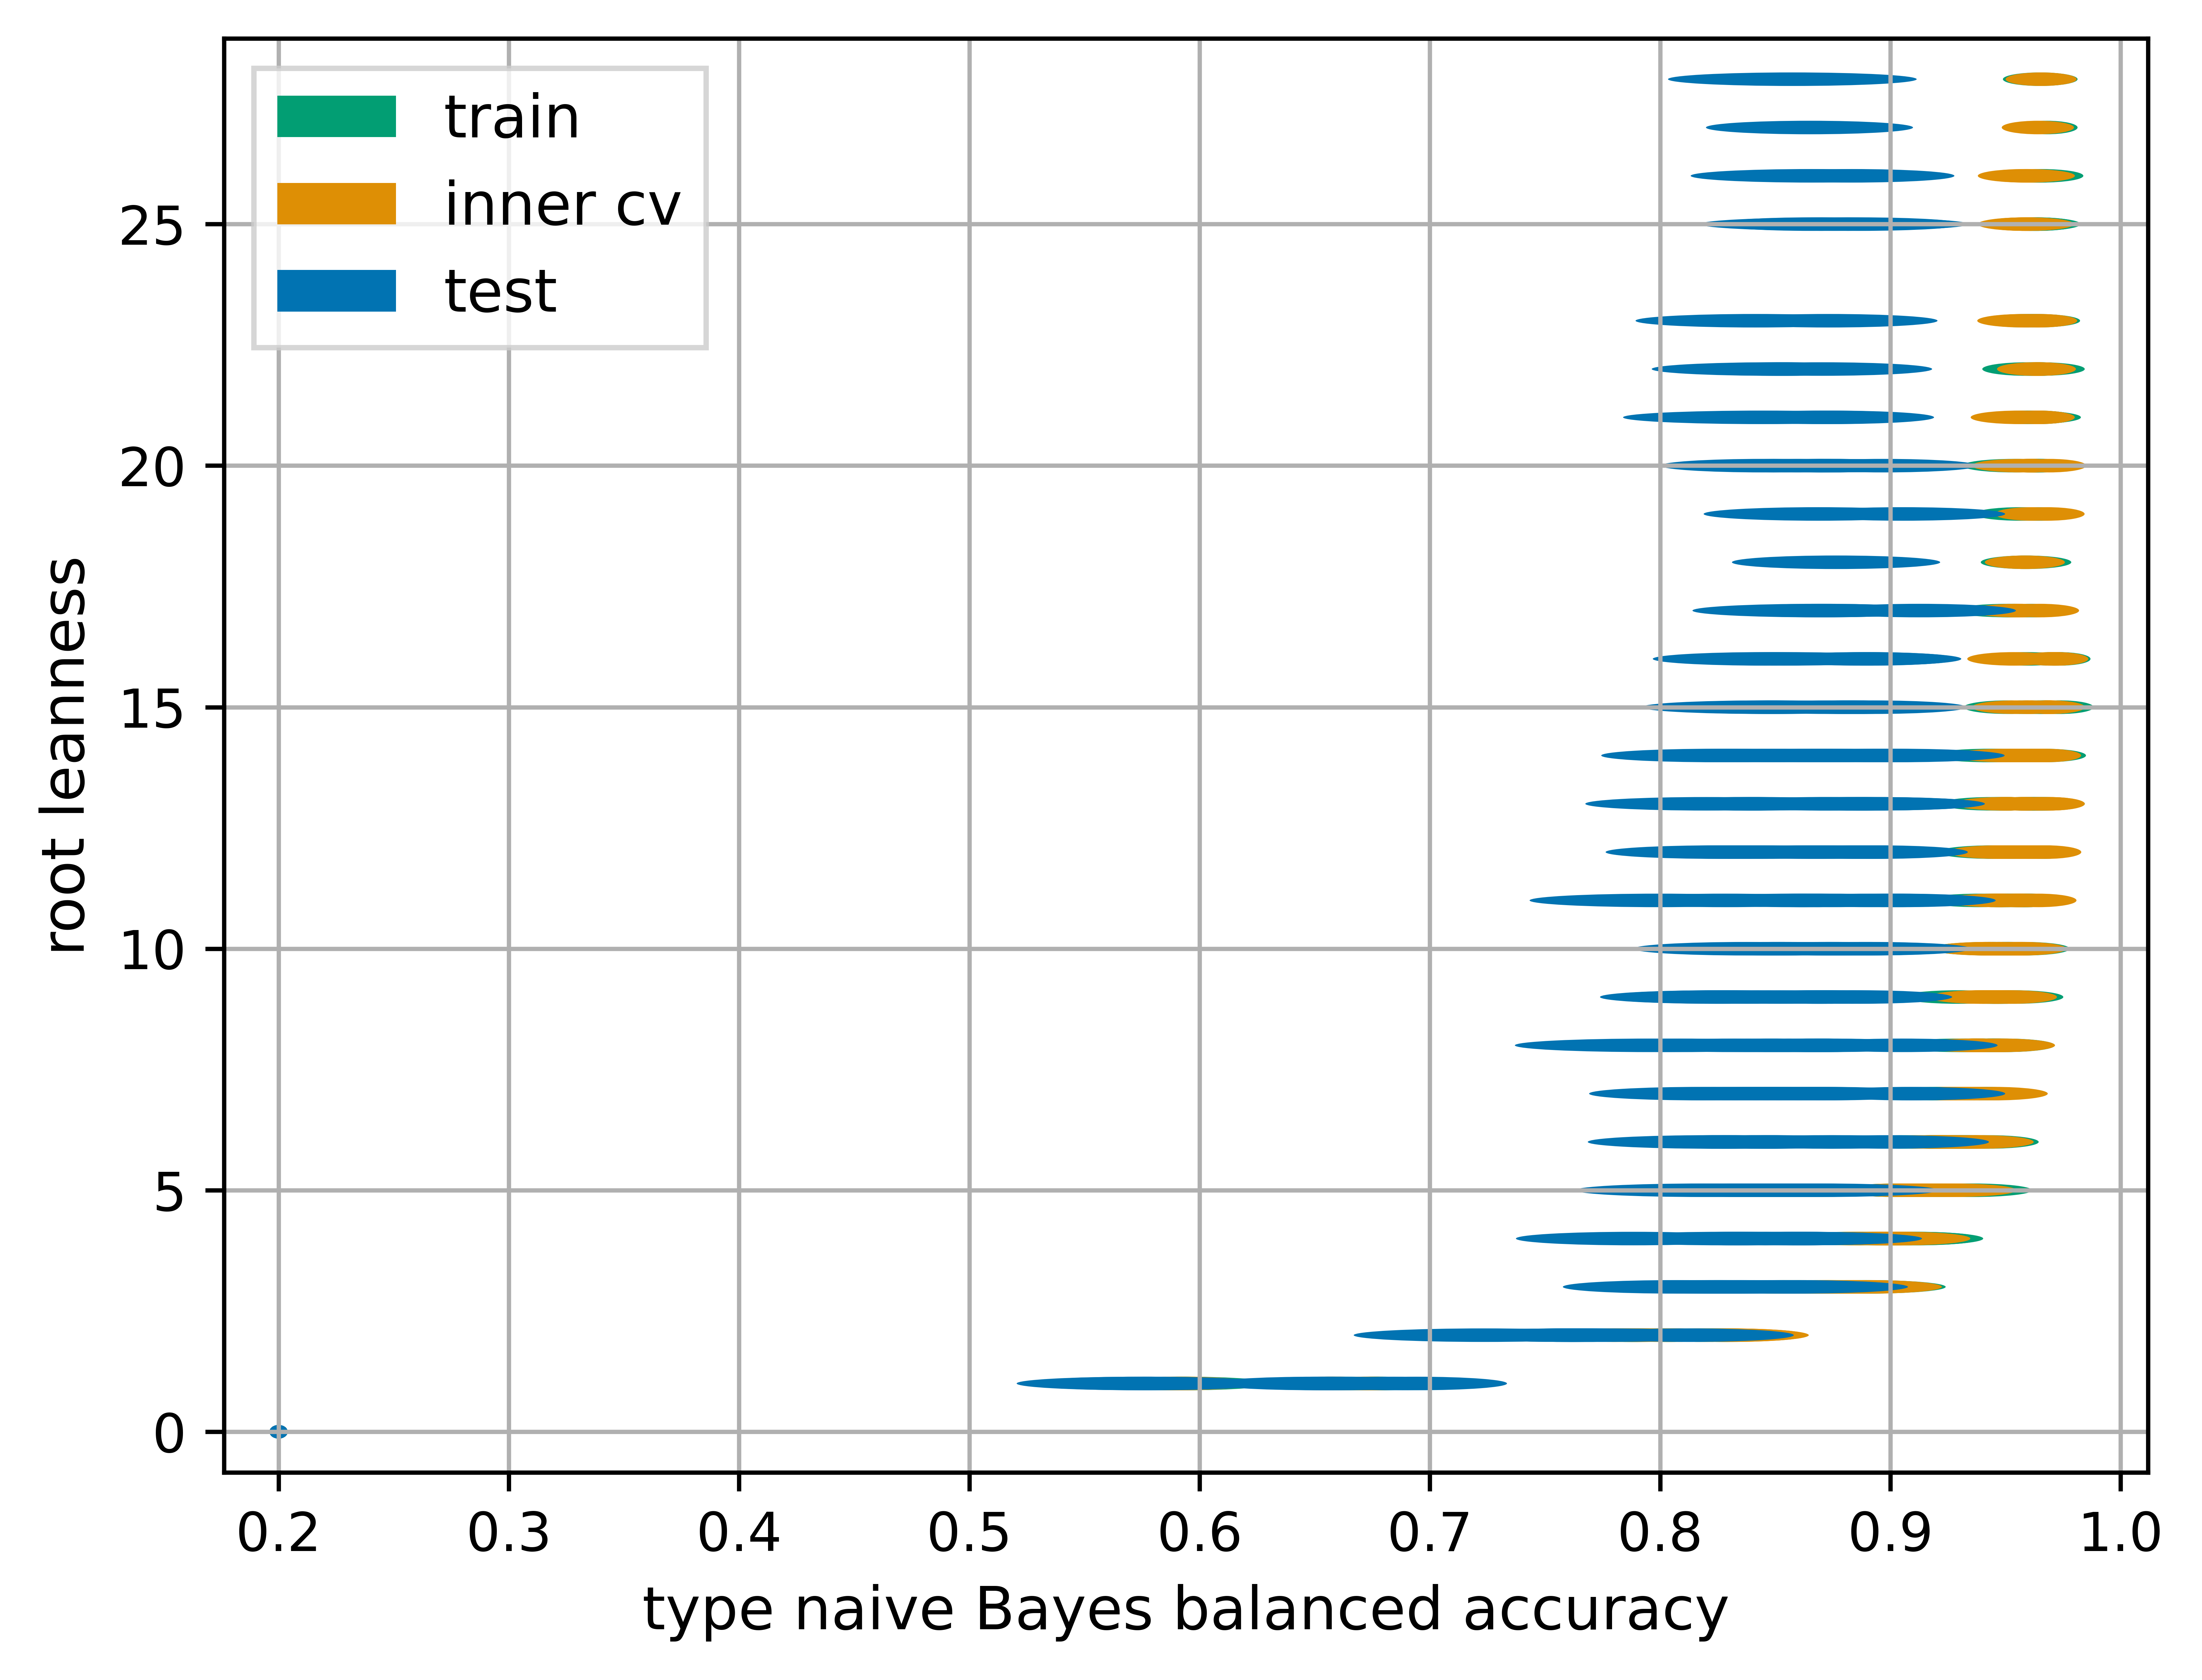 train
inner cv
test
25
20
15
10
5
0
root leanness
0.2 0.3 0.4 0.5 0.6 0.7 0.8 0.9 1.0
type naive Bayes balanced accuracy